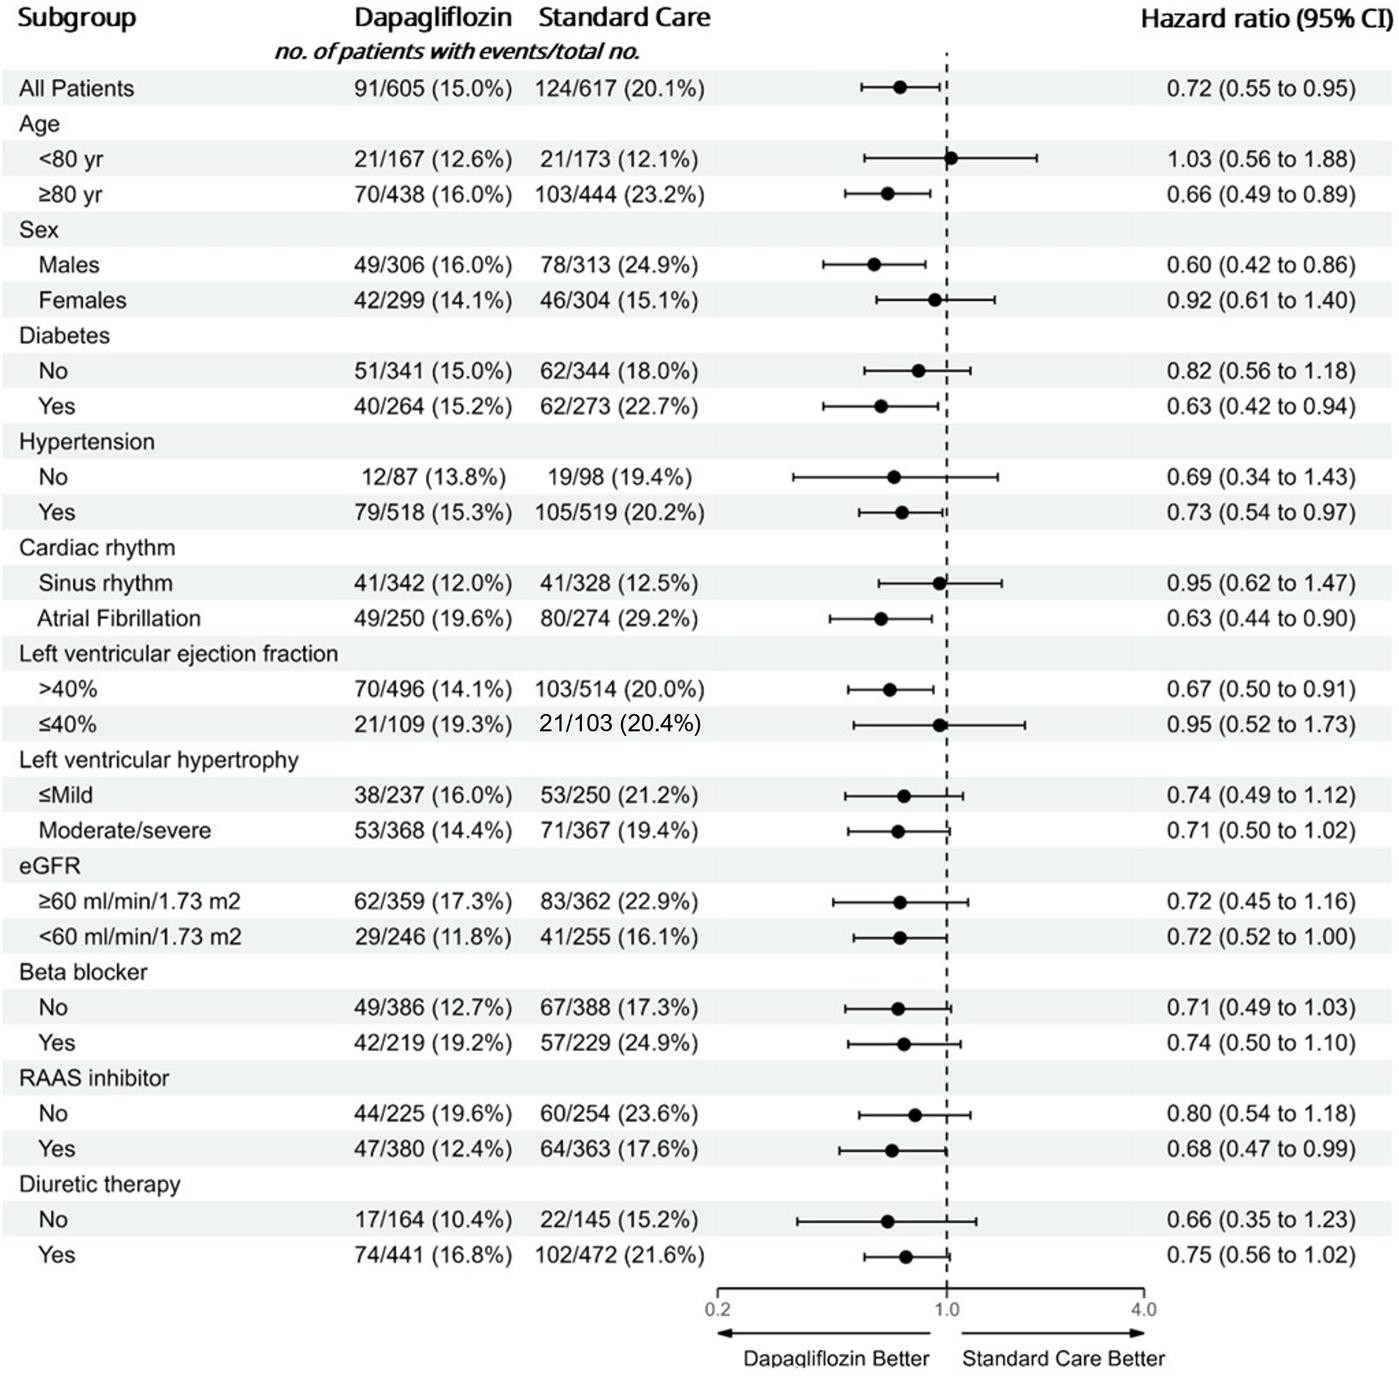 Subgroup Dapagliflozin Standard Care Hazard ratio (95% CI)
no. of patients with events/total no.
All Patients 91/605 (15.0%) 124/617 (20.1%) 0.72 (0.55 to 0.95)
Age
<80 yr 21/167 (12.6%) 21/173 (12.1%) 1.03 (0.56 to 1.88)
≥80 yr 70/438 (16.0%) 103/444 (23.2%) 0.66 (0.49 to 0.89)
Sex
Males 49/306 (16.0%) 78/313 (24.9%) 0.60 (0.42 to 0.86)
Females 42/299 (14.1%) 46/304 (15.1%) 0.92 (0.61 to 1.40)
Diabetes
No 51/341 (15.0%) 62/344 (18.0%) 0.82 (0.56 to 1.18)
Yes 40/264 (15.2%) 62/273 (22.7%) 0.63 (0.42 to 0.94)
Hypertension
No 12/87 (13.8%) 19/98 (19.4%) 0.69 (0.34 to 1.43)
Yes 79/518 (15.3%) 105/519 (20.2%) 0.73 (0.54 to 0.97)
Cardiac rhythm
Sinus rhythm 41/342 (12.0%) 41/328 (12.5%) 0.95 (0.62 to 1.47)
Atrial Fibrillation 49/250 (19.6%) 80/274 (29.2%) 0.63 (0.44 to 0.90)
Left ventricular ejection fraction
>40% 70/496 (14.1%) 103/514 (20.0%) 0.67 (0.50 to 0.91)
≤40% 21/109 (19.3%) 21/103 (20.4%) 0.95 (0.52 to 1.73)
Left ventricular hypertrophy
≤Mild 38/237 (16.0%) 53/250 (21.2%) 0.74 (0.49 to 1.12)
Moderate/severe 53/368 (14.4%) 71/367 (19.4%) 0.71 (0.50 to 1.02)
eGFR
≥60 ml/min/1.73 m2 62/359 (17.3%) 83/362 (22.9%) 0.72 (0.45 to 1.16)
<60 ml/min/1.73 m2 29/246 (11.8%) 41/255 (16.1%) 0.72 (0.52 to 1.00)
Beta blocker
No 49/386 (12.7%) 67/388 (17.3%) 0.71 (0.49 to 1.03)
Yes 42/219 (19.2%) 57/229 (24.9%) 0.74 (0.50 to 1.10)
RAAS inhibitor
No 44/225 (19.6%) 60/254 (23.6%) 0.80 (0.54 to 1.18)
Yes 47/380 (12.4%) 64/363 (17.6%) 0.68 (0.47 to 0.99)
Diuretic therapy
No 17/164 (10.4%) 22/145 (15.2%) 0.66 (0.35 to 1.23)
Yes 74/441 (16.8%) 102/472 (21.6%) 0.75 (0.56 to 1.02)
0.2 1.0 4.0
Dapagliflozin Better Standard Care Better